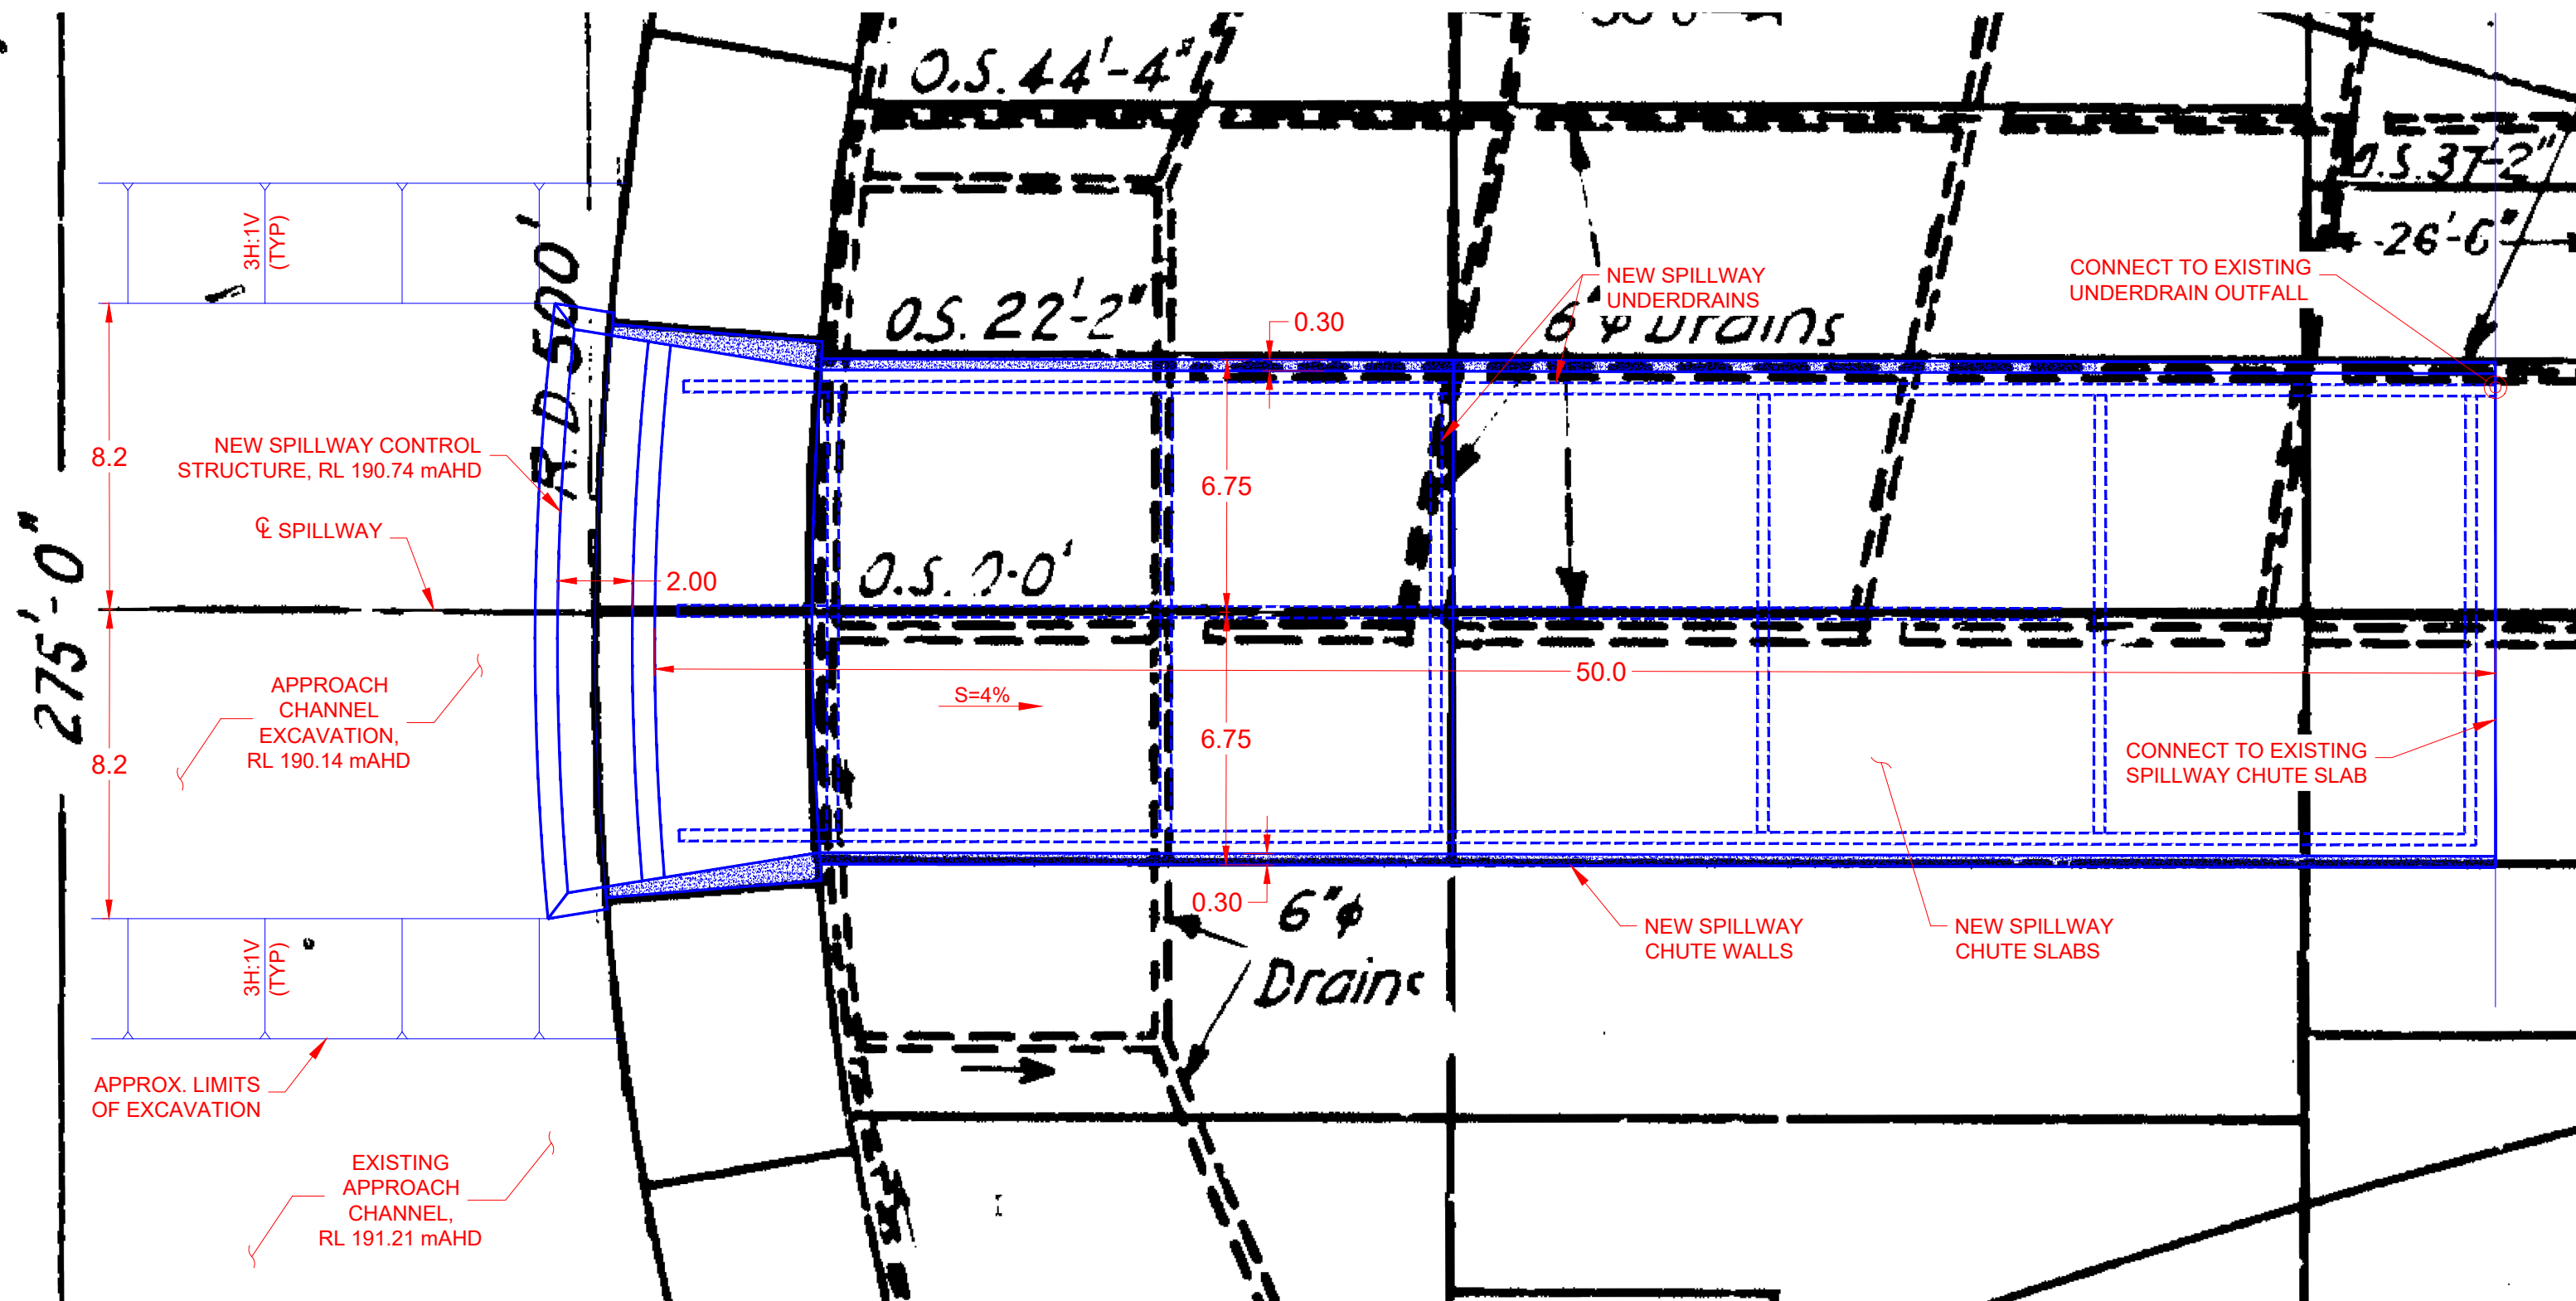 O.S. 44'-4"
O.S. 37'-2"
26'-6"
3H:1V
(TYP)
R.D 500'
O.S. 22'-2"
0.30
NEW SPILLWAY
UNDERDRAINS
6"φ Drains
CONNECT TO EXISTING
UNDERDRAIN OUTFALL
8.2
NEW SPILLWAY CONTROL
STRUCTURE, RL 190.74 mAHD
℄ SPILLWAY
6.75
275'-0"
2.00
O.S. 0-0'
50.0
S=4%
APPROACH
CHANNEL
EXCAVATION,
RL 190.14 mAHD
8.2
6.75
CONNECT TO EXISTING
SPILLWAY CHUTE SLAB
0.30
6"φ
Drains
NEW SPILLWAY
CHUTE WALLS
NEW SPILLWAY
CHUTE SLABS
3H:1V
(TYP)
APPROX. LIMITS
OF EXCAVATION
EXISTING
APPROACH
CHANNEL,
RL 191.21 mAHD